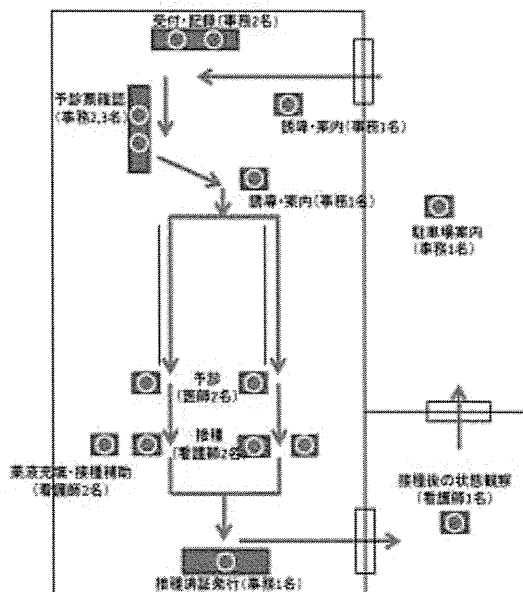 受付・記録(事務2名)
予診票確認
(事務2,3名)
誘導・案内(事務1名)
誘導・案内(事務1名)
駐車場案内
(事務1名)
予診
(医師2名)
接種
(看護師2名)
薬液充填・接種補助
(看護師2名)
接種後の状態観察
(看護師1名)
接種済証発行(事務1名)